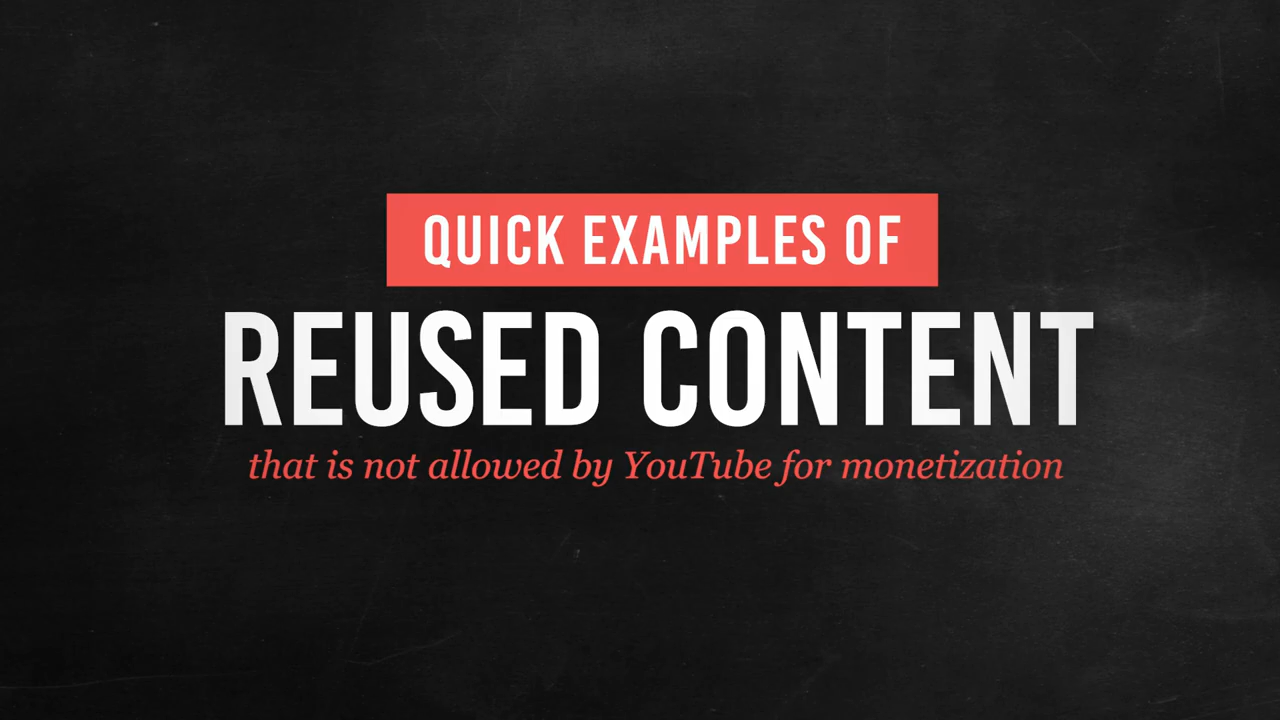 QUICK EXAMPLES OF
REUSED CONTENT
that is not allowed by YouTube for monetization